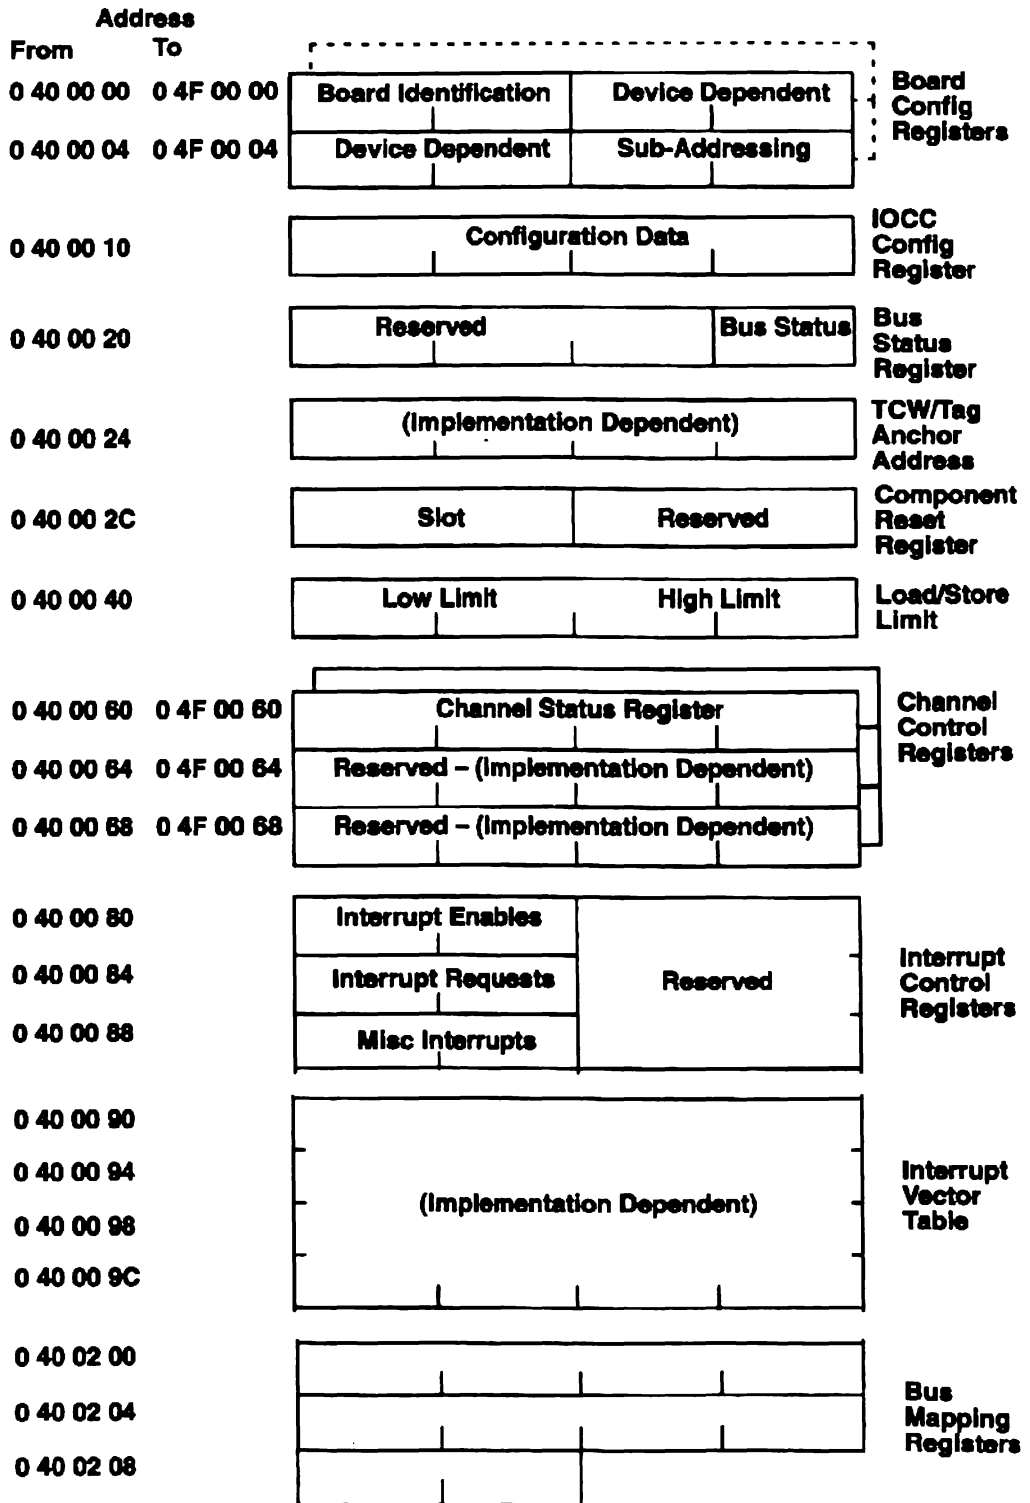 Address
From To
0 40 00 00 0 4F 00 00 Board Identification Device Dependent Board
Config
Registers
0 40 00 04 0 4F 00 04 Device Dependent Sub-Addressing
0 40 00 10 Configuration Data IOCC
Config
Register
0 40 00 20 Reserved Bus Status Bus
Status
Register
0 40 00 24 (Implementation Dependent) TCW/Tag
Anchor
Address
0 40 00 2C Slot Reserved Component
Reset
Register
0 40 00 40 Low Limit High Limit Load/Store
Limit
0 40 00 60 0 4F 00 60 Channel Status Register Channel
Control
Registers
0 40 00 64 0 4F 00 64 Reserved – (Implementation Dependent)
0 40 00 68 0 4F 00 68 Reserved – (Implementation Dependent)
0 40 00 80 Interrupt Enables
0 40 00 84 Interrupt Requests Reserved Interrupt
Control
Registers
0 40 00 88 Misc Interrupts
0 40 00 90
0 40 00 94 Interrupt
Vector
Table
(Implementation Dependent)
0 40 00 98
0 40 00 9C
0 40 02 00
0 40 02 04 Bus
Mapping
Registers
0 40 02 08